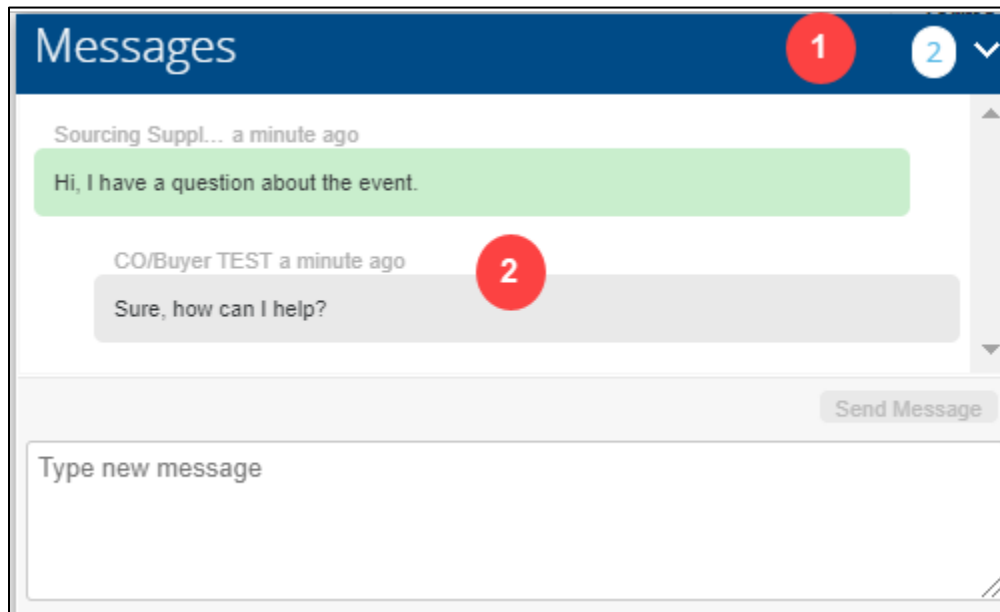 Messages 1 2
Sourcing Suppl... a minute ago
Hi, I have a question about the event.
CO/Buyer TEST a minute ago
2
Sure, how can I help?
Send Message
Type new message